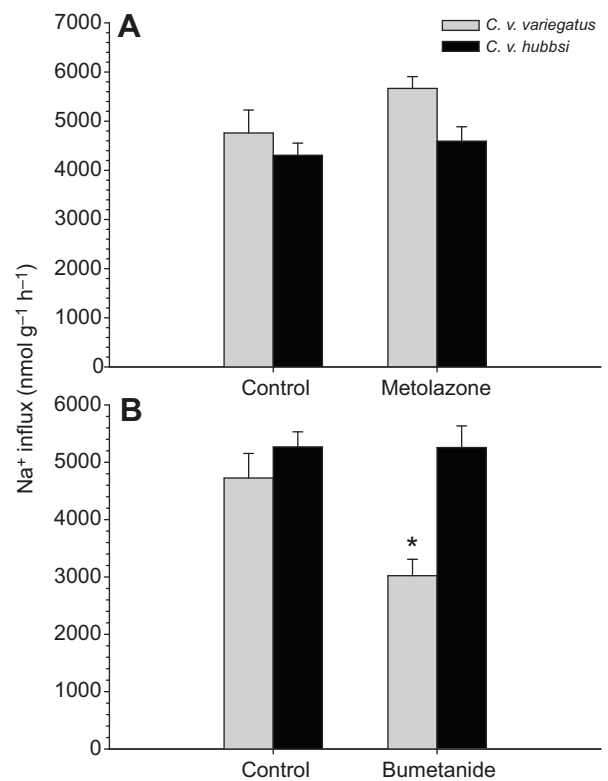 A
C. v. variegatus
C. v. hubbsi
7000
6000
5000
4000
3000
2000
1000
0
Control Metolazone
Na⁺ influx (nmol g⁻¹ h⁻¹)
B
6000
5000
4000
3000
2000
1000
0
*
Control Bumetanide